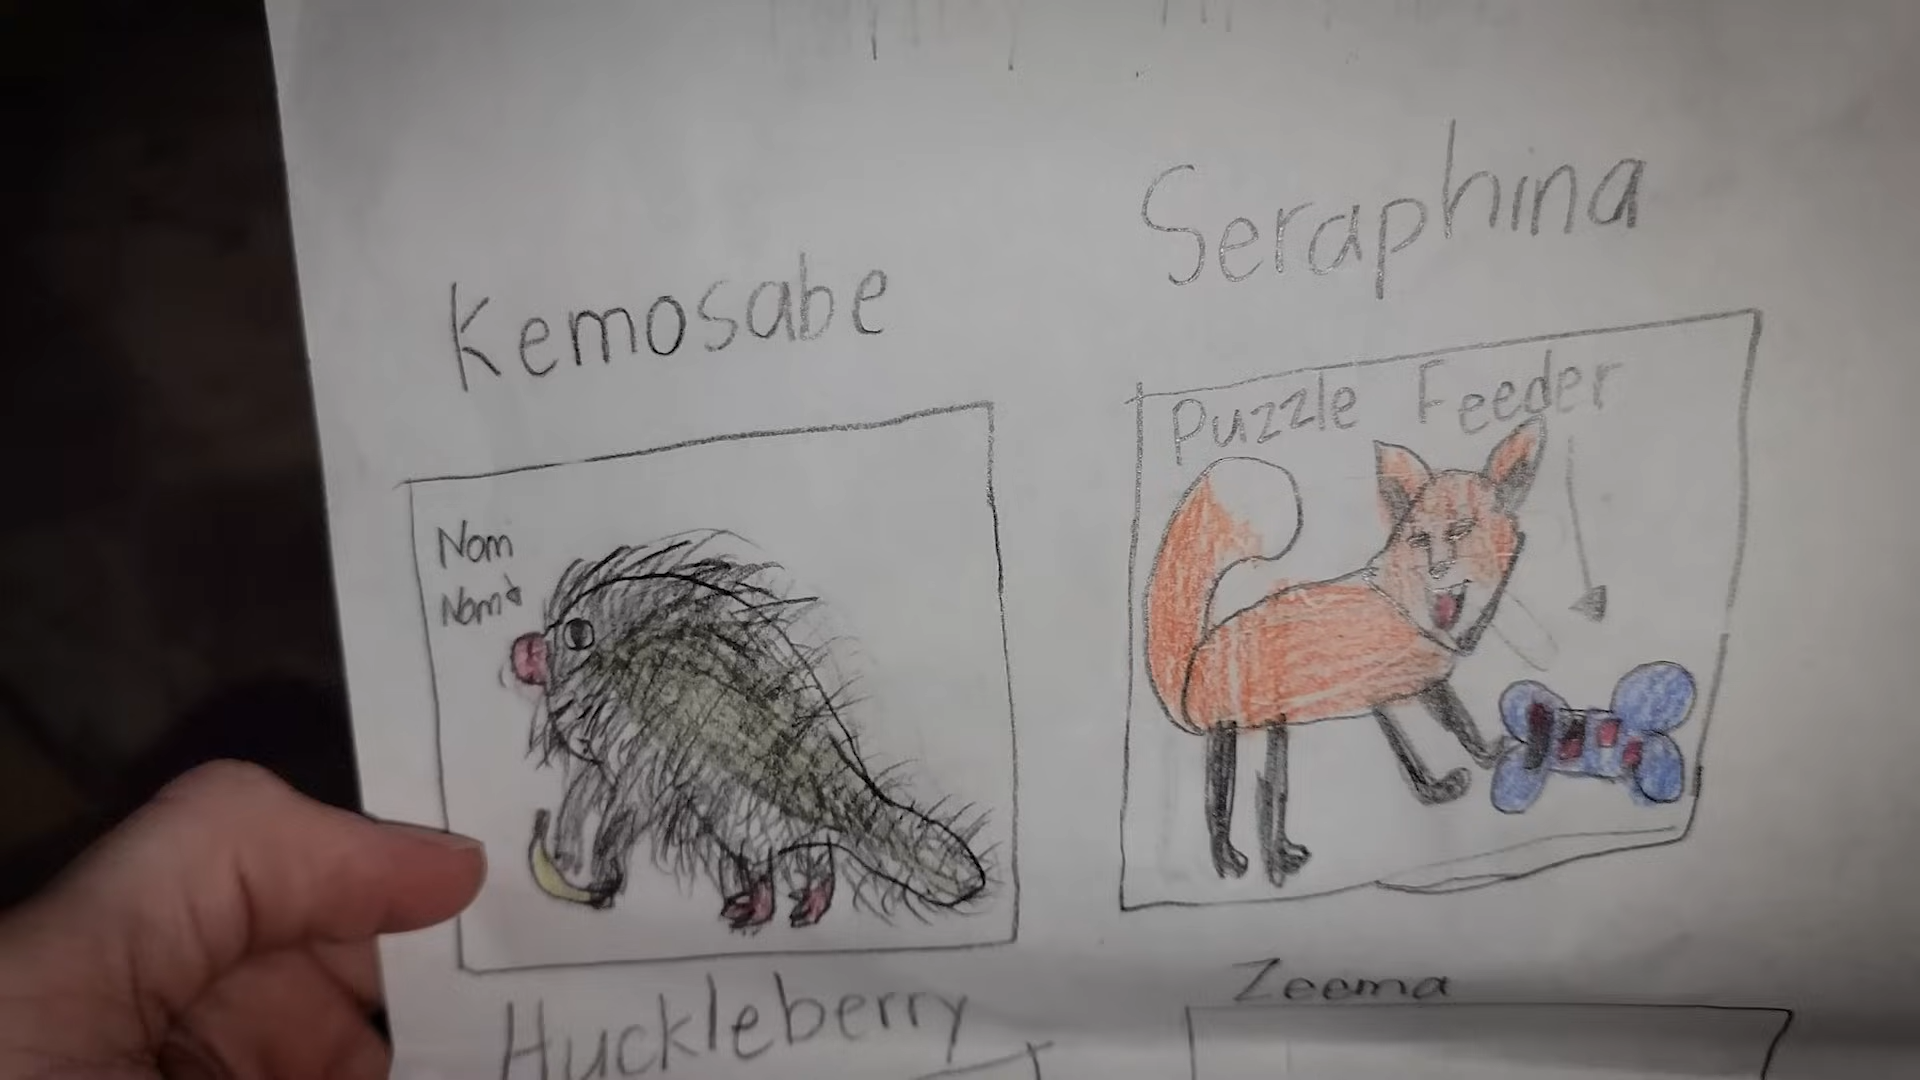 Seraphina
Kemosabe
Puzzle Feeder
Nom
Nom
Zeema
Huckleberry